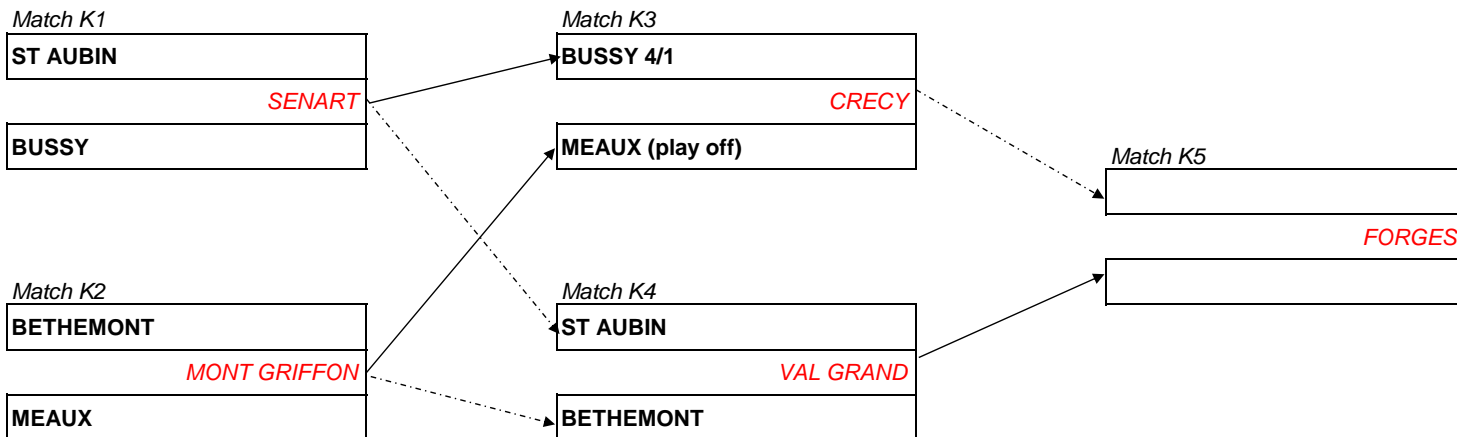 Match K1
ST AUBIN
SENART
BUSSY
Match K2
BETHEMONT
MONT GRIFFON
MEAUX
Match K3
BUSSY 4/1
CRECY
MEAUX (play off)
Match K4
ST AUBIN
VAL GRAND
BETHEMONT
Match K5
FORGES